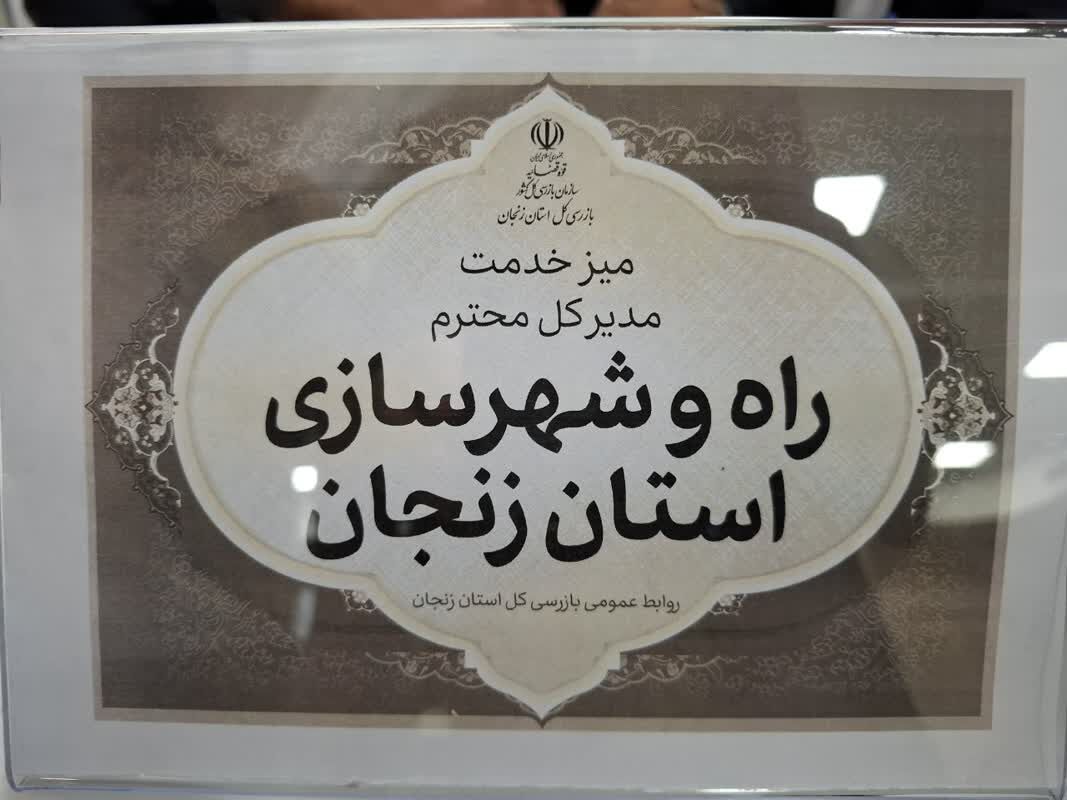 جمهوری اسلامی ایران
قوه قضائیه
سازمان بازرسی کل کشور
بازرسی کل استان زنجان
میز خدمت
مدیر کل محترم
راه و شهرسازی
استان زنجان
روابط عمومی بازرسی کل استان زنجان